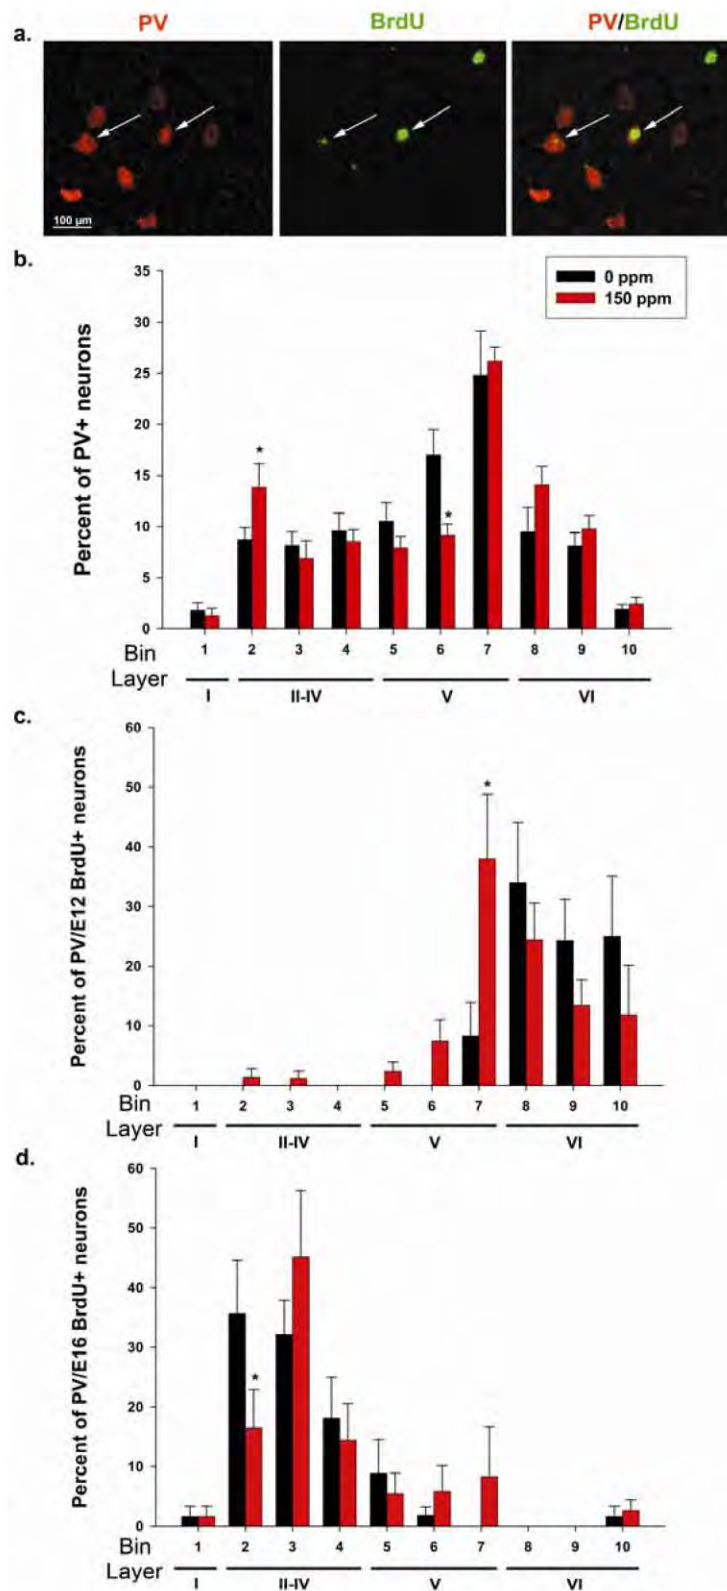 a. PV BrdU PV/BrdU
100 µm
b.
0 ppm
150 ppm
Percent of PV+ neurons
35
30
25
20
15
10
5
0
* *
Bin 1 2 3 4 5 6 7 8 9 10
Layer I II-IV V VI
c.
Percent of PV/E12 BrdU+ neurons
60
50
40
30
20
10
0
*
Bin 1 2 3 4 5 6 7 8 9 10
Layer I II-IV V VI
d.
Percent of PV/E16 BrdU+ neurons
60
50
40
30
20
10
0
*
Bin 1 2 3 4 5 6 7 8 9 10
Layer I II-IV V VI